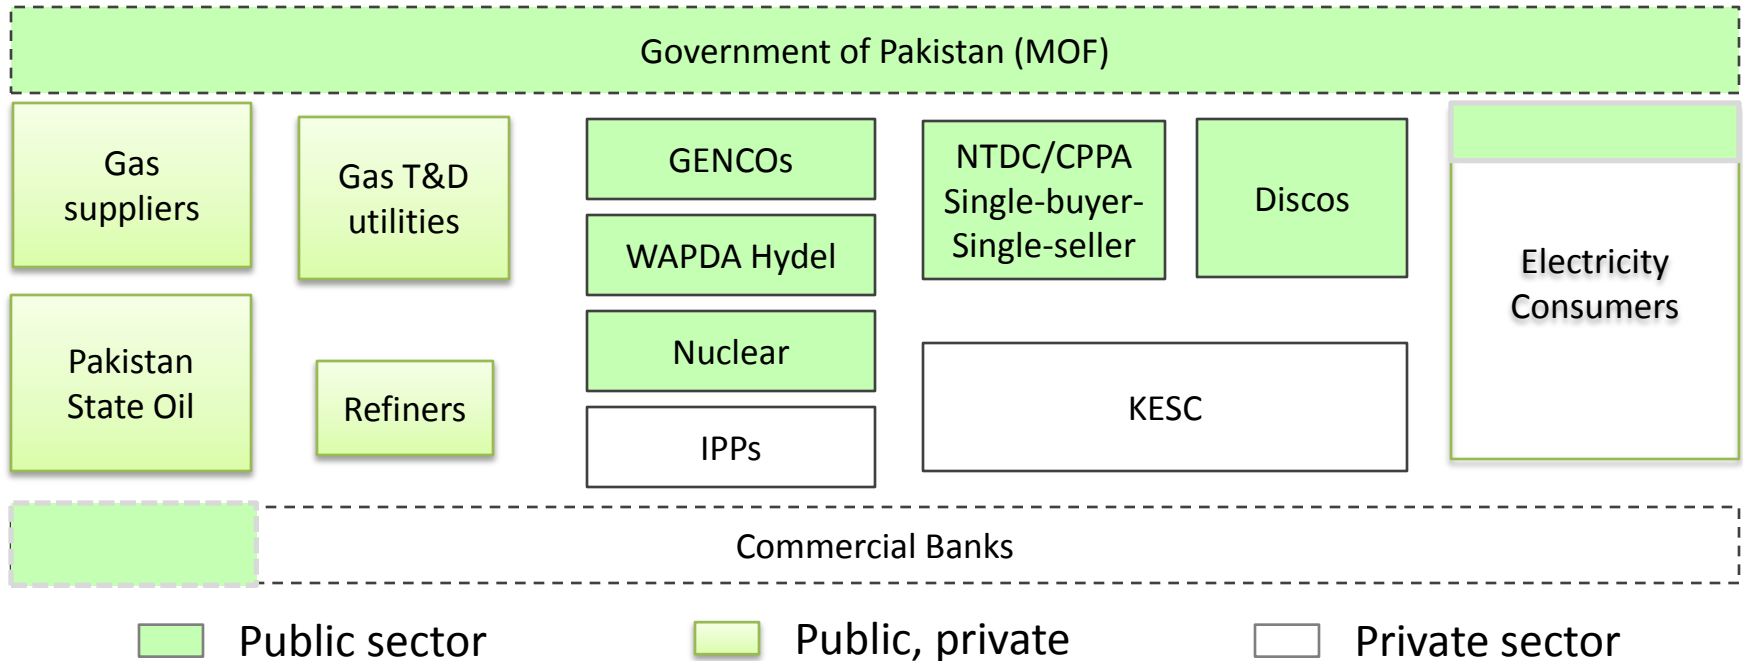 Government of Pakistan (MOF)
Gas
suppliers
Gas T&D
utilities
GENCOs
WAPDA Hydel
Nuclear
IPPs
NTDC/CPPA
Single-buyer-
Single-seller
Discos
Electricity
Consumers
Pakistan
State Oil
Refiners
KESC
Commercial Banks
Public sector
Public, private
Private sector